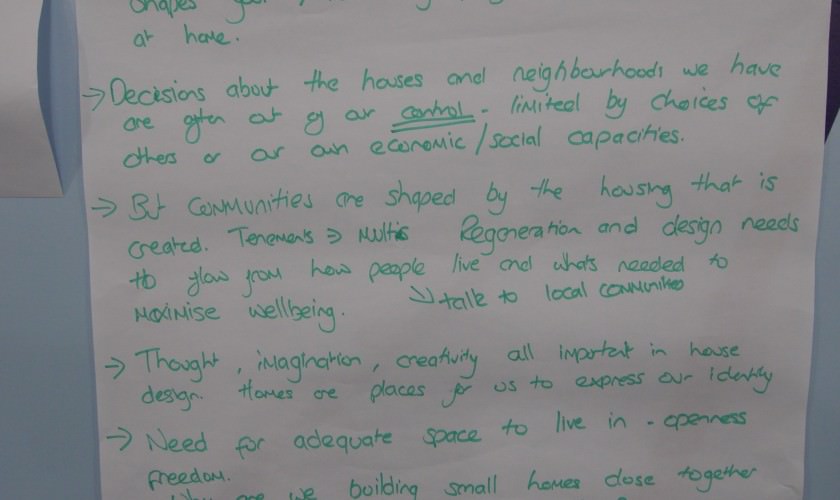 shapes
at home.
→ Decisions about the houses and neighbourhoods we have
are often out of our control - limited by choices of
others or our own economic/social capacities.
→ But communities are shaped by the housing that is
created. Tenements → Multis Regeneration and design needs
to flow from how people live and whats needed to
maximise wellbeing. ↘ talk to local communities
→ Thought, imagination, creativity all important in house
design. Homes are places for us to express our identity
→ Need for adequate space to live in - openness
freedom.
are we building small homes close together